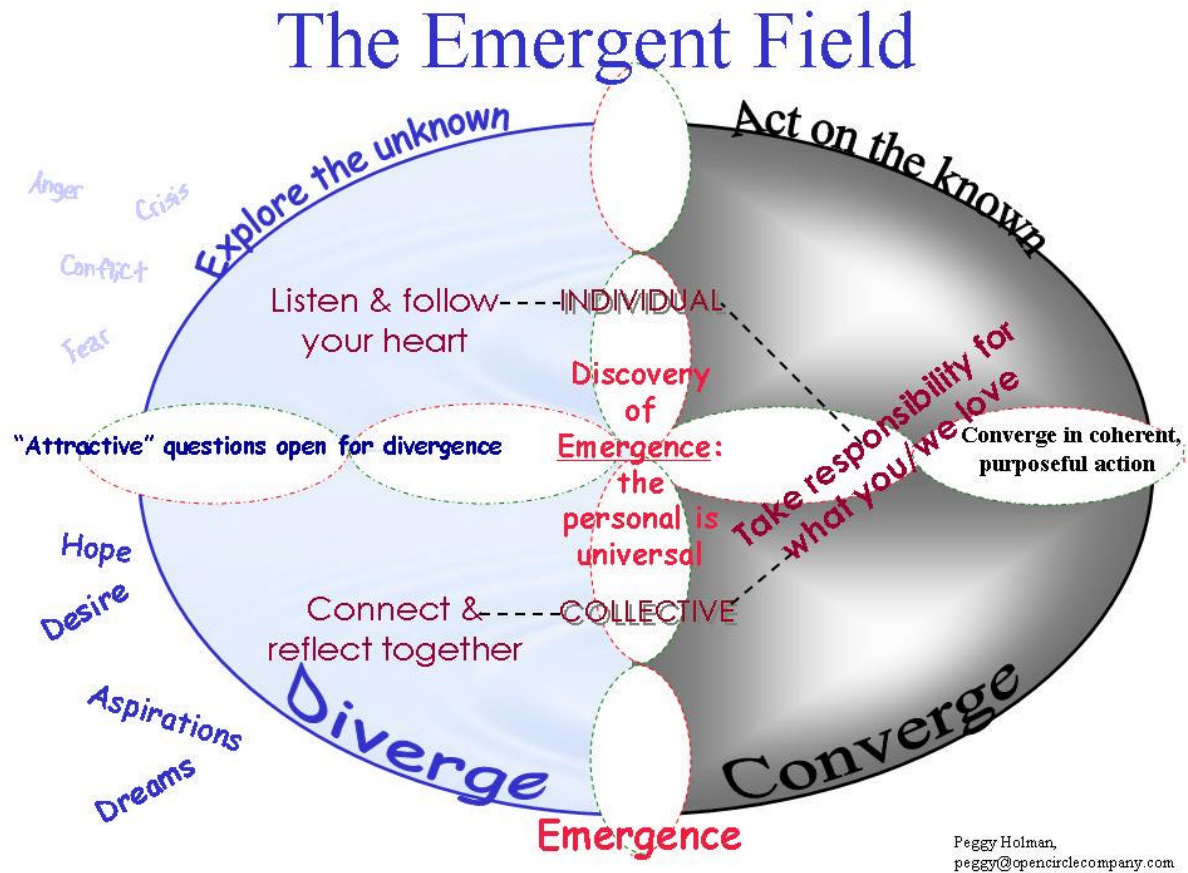 The Emergent Field
Explore the unknown
Act on the known
Anger
Crisis
Conflict
Fear
Listen & follow
your heart
INDIVIDUAL
Discovery
of
Emergence:
the
personal is
universal
Take responsibility for
what you/we love
"Attractive" questions open for divergence
Converge in coherent,
purposeful action
Hope
Desire
Aspirations
Dreams
Connect &
reflect together
COLLECTIVE
Diverge
Converge
Emergence
Peggy Holman,
peggy@opencirclecompany.com